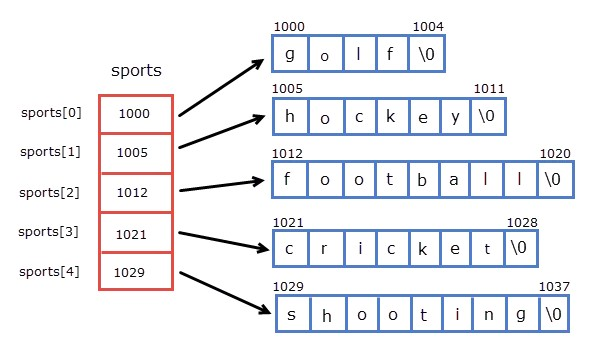 1000 1004
g o l f \0
sports
1005 1011
sports[0] 1000
h o c k e y \0
sports[1] 1005
1012 1020
f o o t b a l l \0
sports[2] 1012
1021 1028
sports[3] 1021
c r i c k e t \0
sports[4] 1029
1029 1037
s h o o t i n g \0